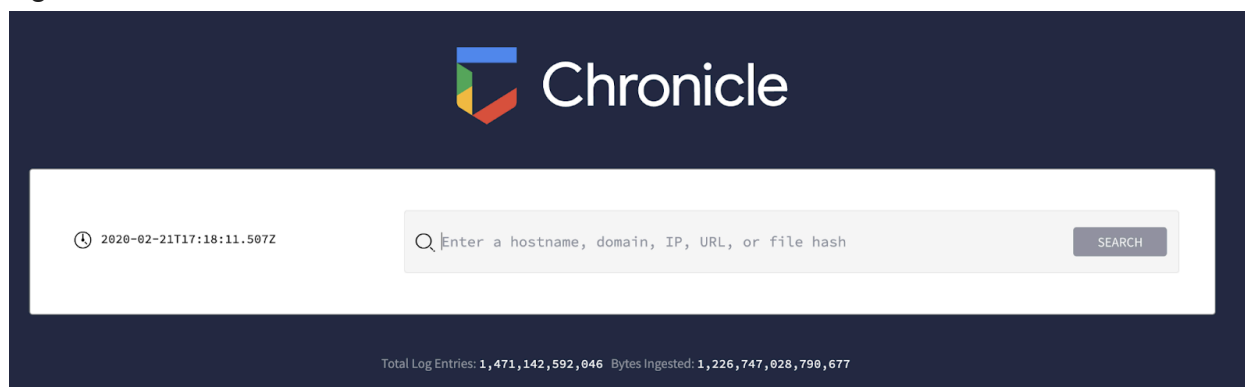 Chronicle
2020-02-21T17:18:11.507Z
Enter a hostname, domain, IP, URL, or file hash
SEARCH
Total Log Entries: 1,471,142,592,046 Bytes Ingested: 1,226,747,028,790,677